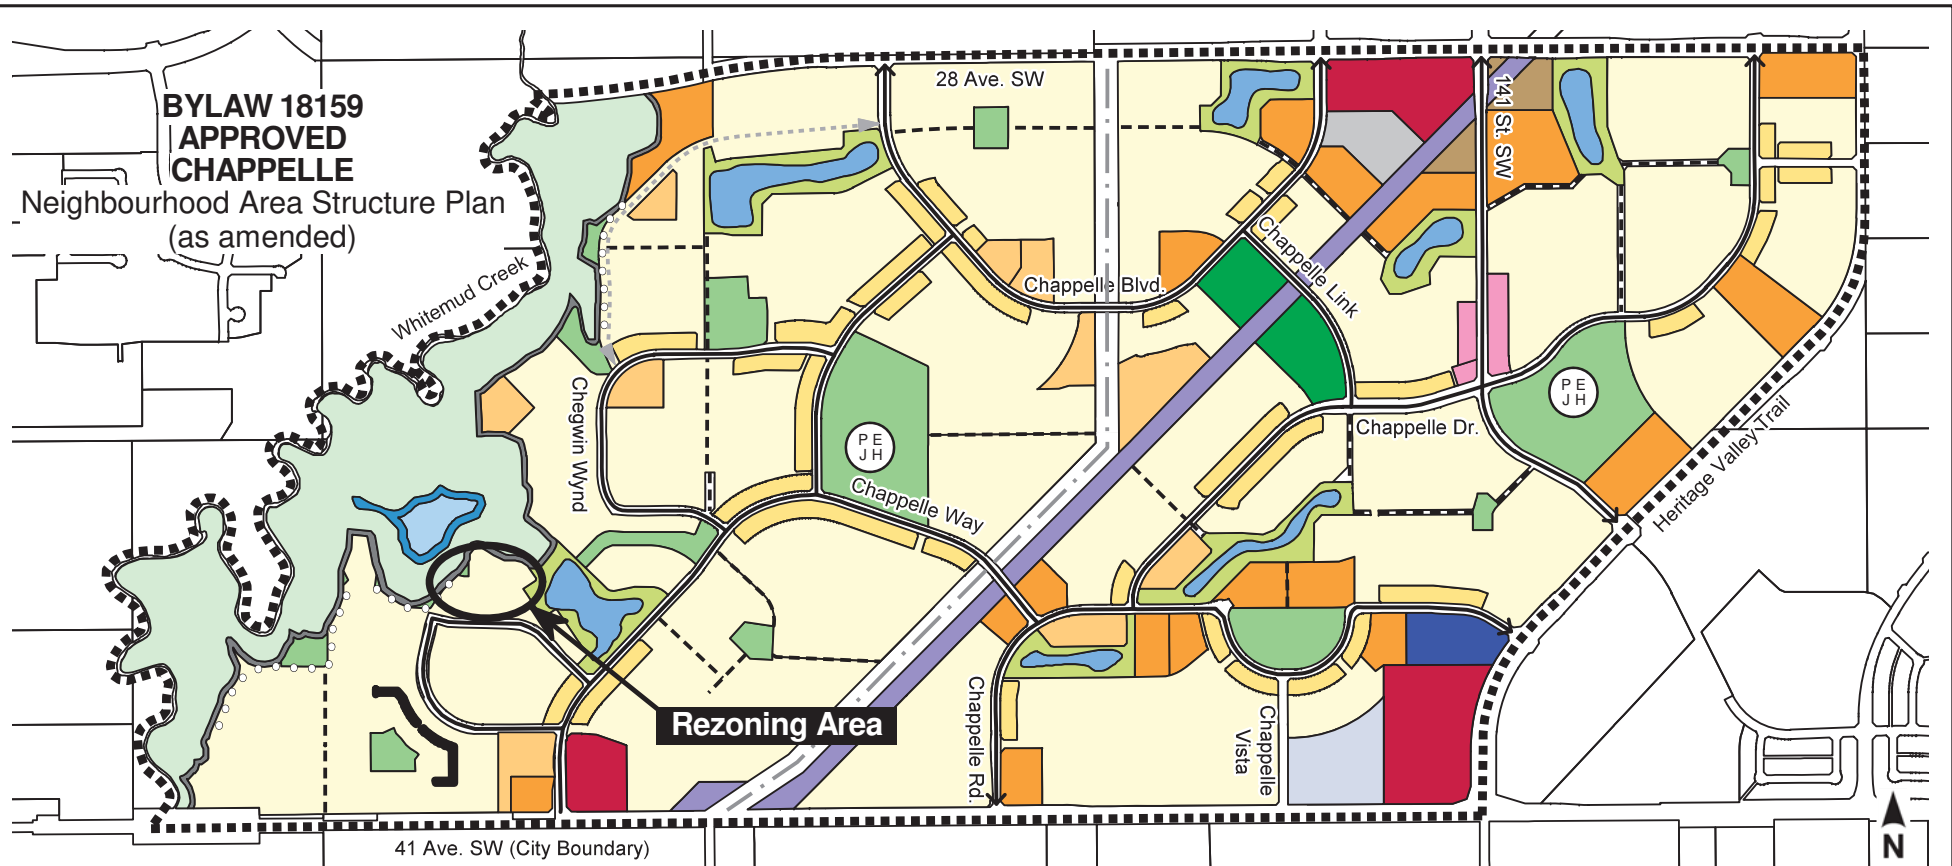 BYLAW 18159
APPROVED
CHAPPELLE
Neighbourhood Area Structure Plan
(as amended)
28 Ave. SW
141 St. SW
Whitemud Creek
Chappelle Link
Chappelle Blvd.
Chegwin Wynd
P E
J H
P E
J H
Chappelle Dr.
Chappelle Way
Heritage Valley Trail
Rezoning Area
Chappelle Rd.
Chappelle
Vista
41 Ave. SW (City Boundary)
N